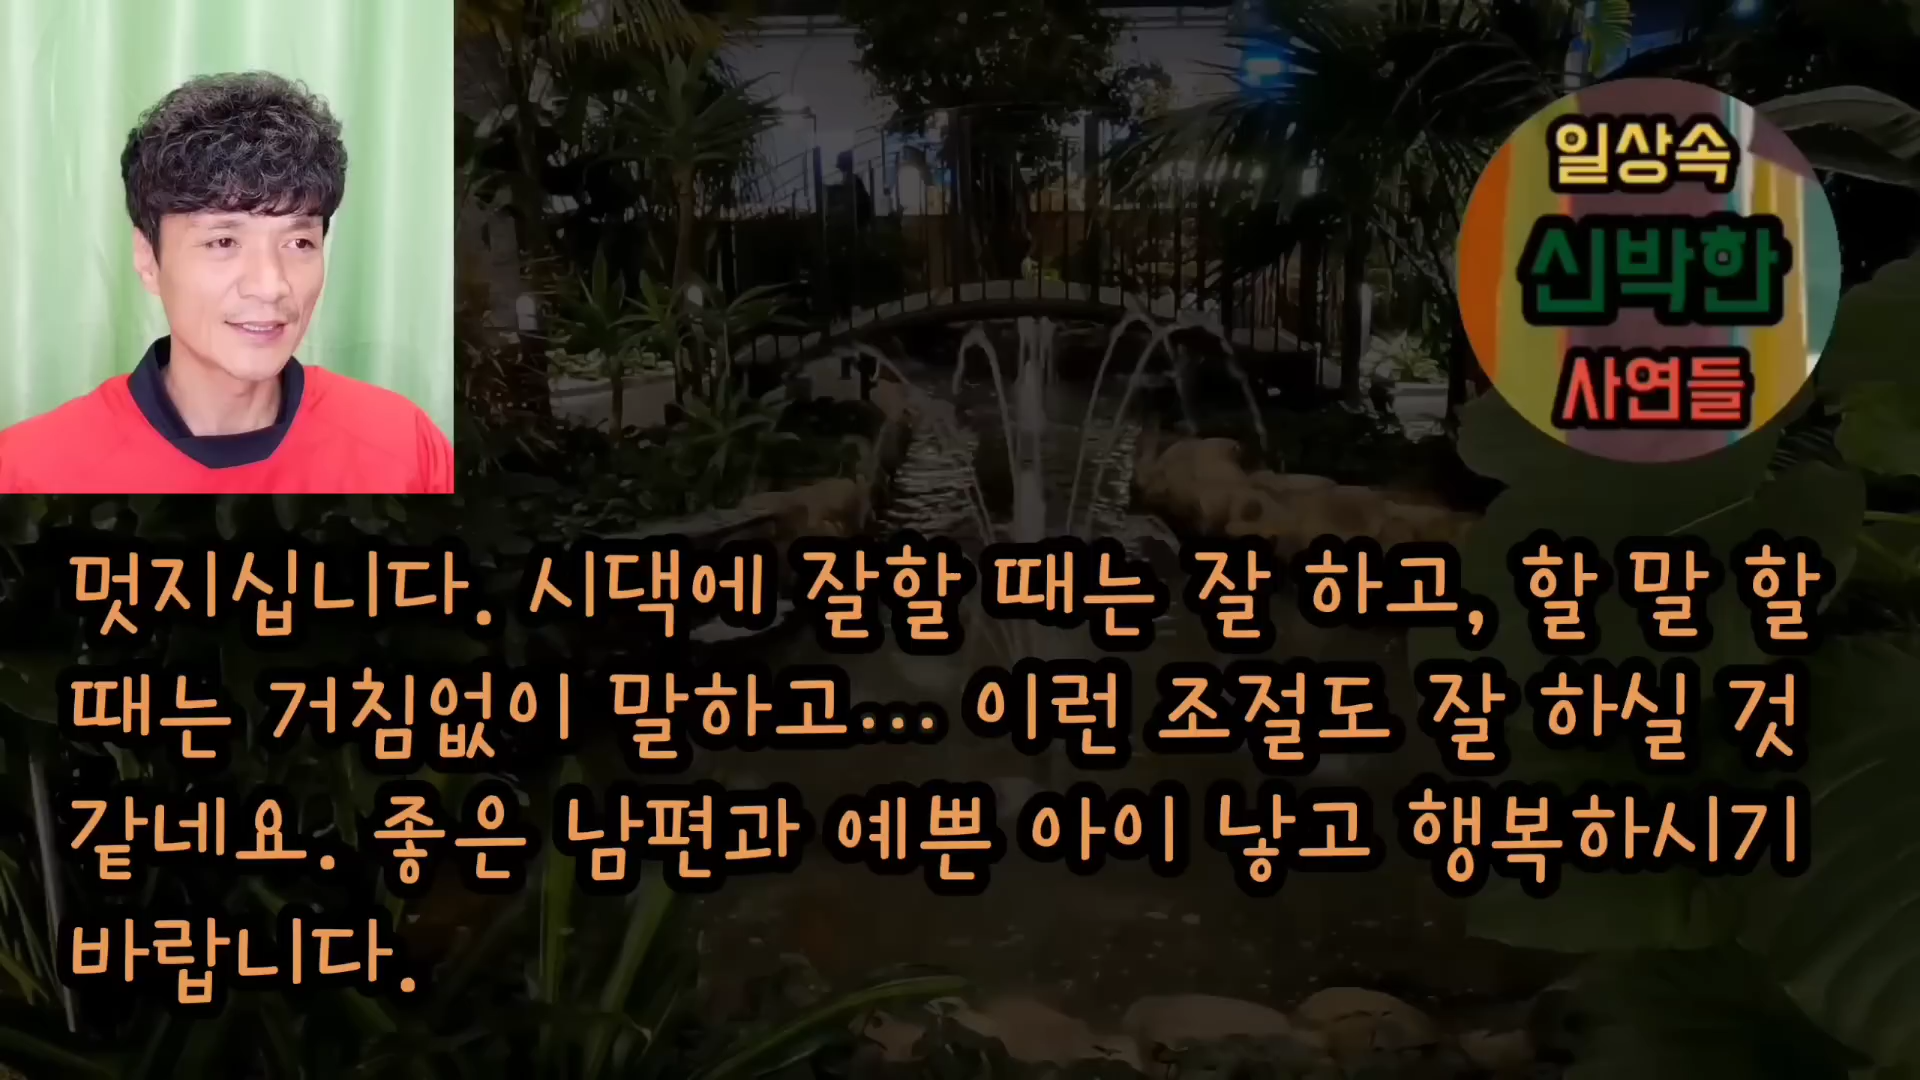 일상속
신박한
사연들
멋지십니다. 시댁에 잘할 때는 잘 하고, 할 말 할
때는 거침없이 말하고... 이런 조절도 잘 하실 것
같네요. 좋은 남편과 예쁜 아이 낳고 행복하시기
바랍니다.